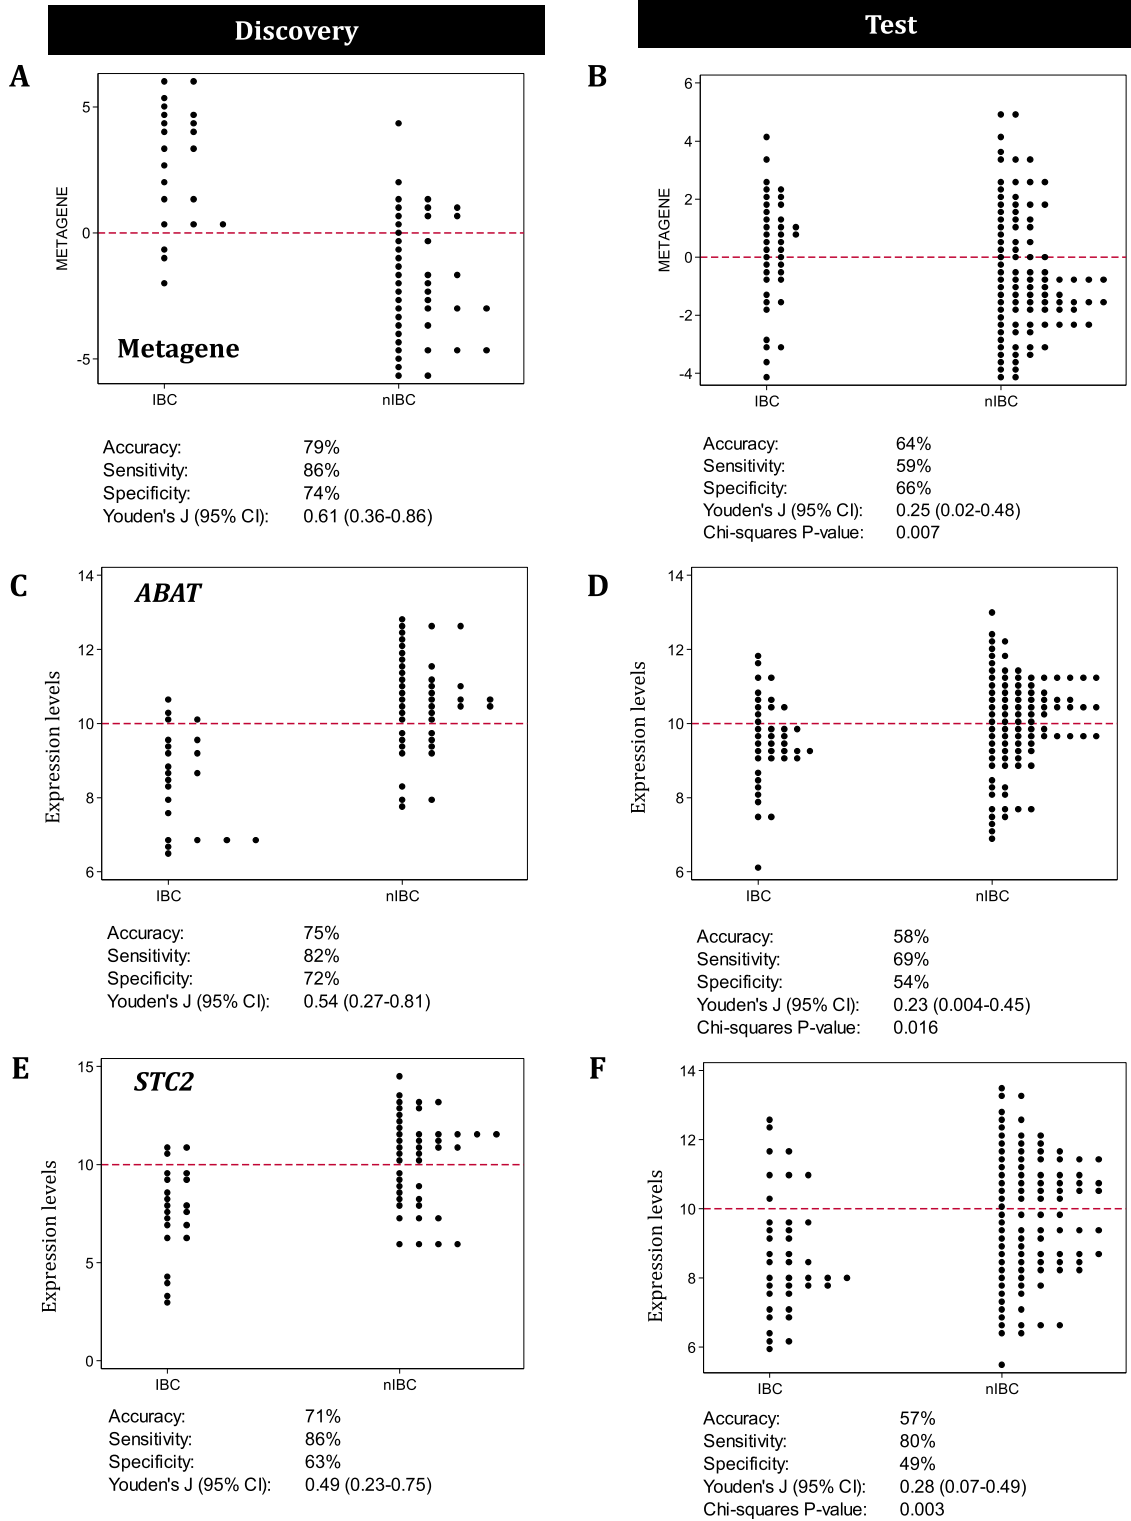 Discovery
Test
A
5
0
-5
METAGENE
Metagene
IBC
nIBC
Accuracy: 79%
Sensitivity: 86%
Specificity: 74%
Youden's J (95% CI): 0.61 (0.36-0.86)
B
6
4
2
0
-2
-4
METAGENE
IBC
nIBC
Accuracy: 64%
Sensitivity: 59%
Specificity: 66%
Youden's J (95% CI): 0.25 (0.02-0.48)
Chi-squares P-value: 0.007
C
14
12
10
8
6
Expression levels
ABAT
IBC
nIBC
Accuracy: 75%
Sensitivity: 82%
Specificity: 72%
Youden's J (95% CI): 0.54 (0.27-0.81)
D
14
12
10
8
6
Expression levels
IBC
nIBC
Accuracy: 58%
Sensitivity: 69%
Specificity: 54%
Youden's J (95% CI): 0.23 (0.004-0.45)
Chi-squares P-value: 0.016
E
15
10
5
0
Expression levels
STC2
IBC
nIBC
Accuracy: 71%
Sensitivity: 86%
Specificity: 63%
Youden's J (95% CI): 0.49 (0.23-0.75)
F
14
12
10
8
6
Expression levels
IBC
nIBC
Accuracy: 57%
Sensitivity: 80%
Specificity: 49%
Youden's J (95% CI): 0.28 (0.07-0.49)
Chi-squares P-value: 0.003